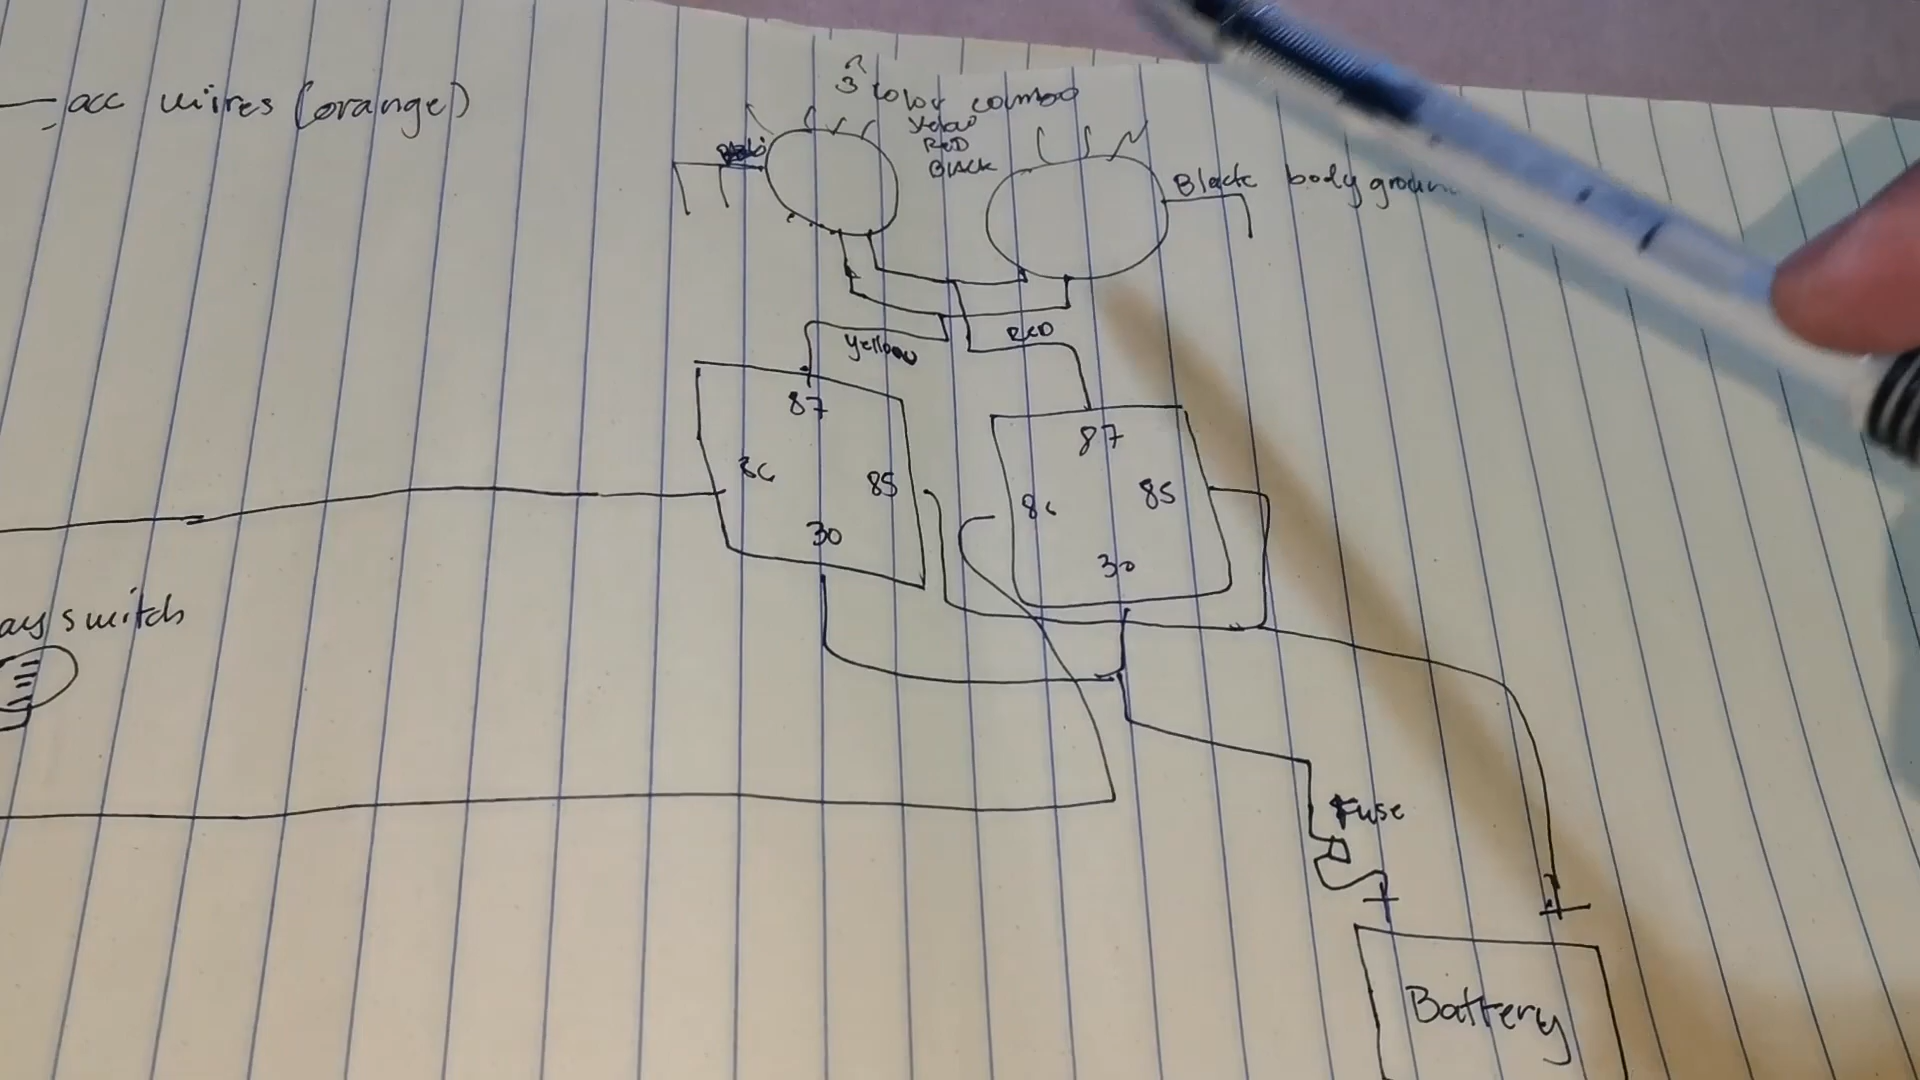 acc wires (orange)
3 color combo
Yellow
RED
BLACK
Black body groun
yellow
RED
87
86
85
30
87
86
85
30
switch
Fuse
Battery